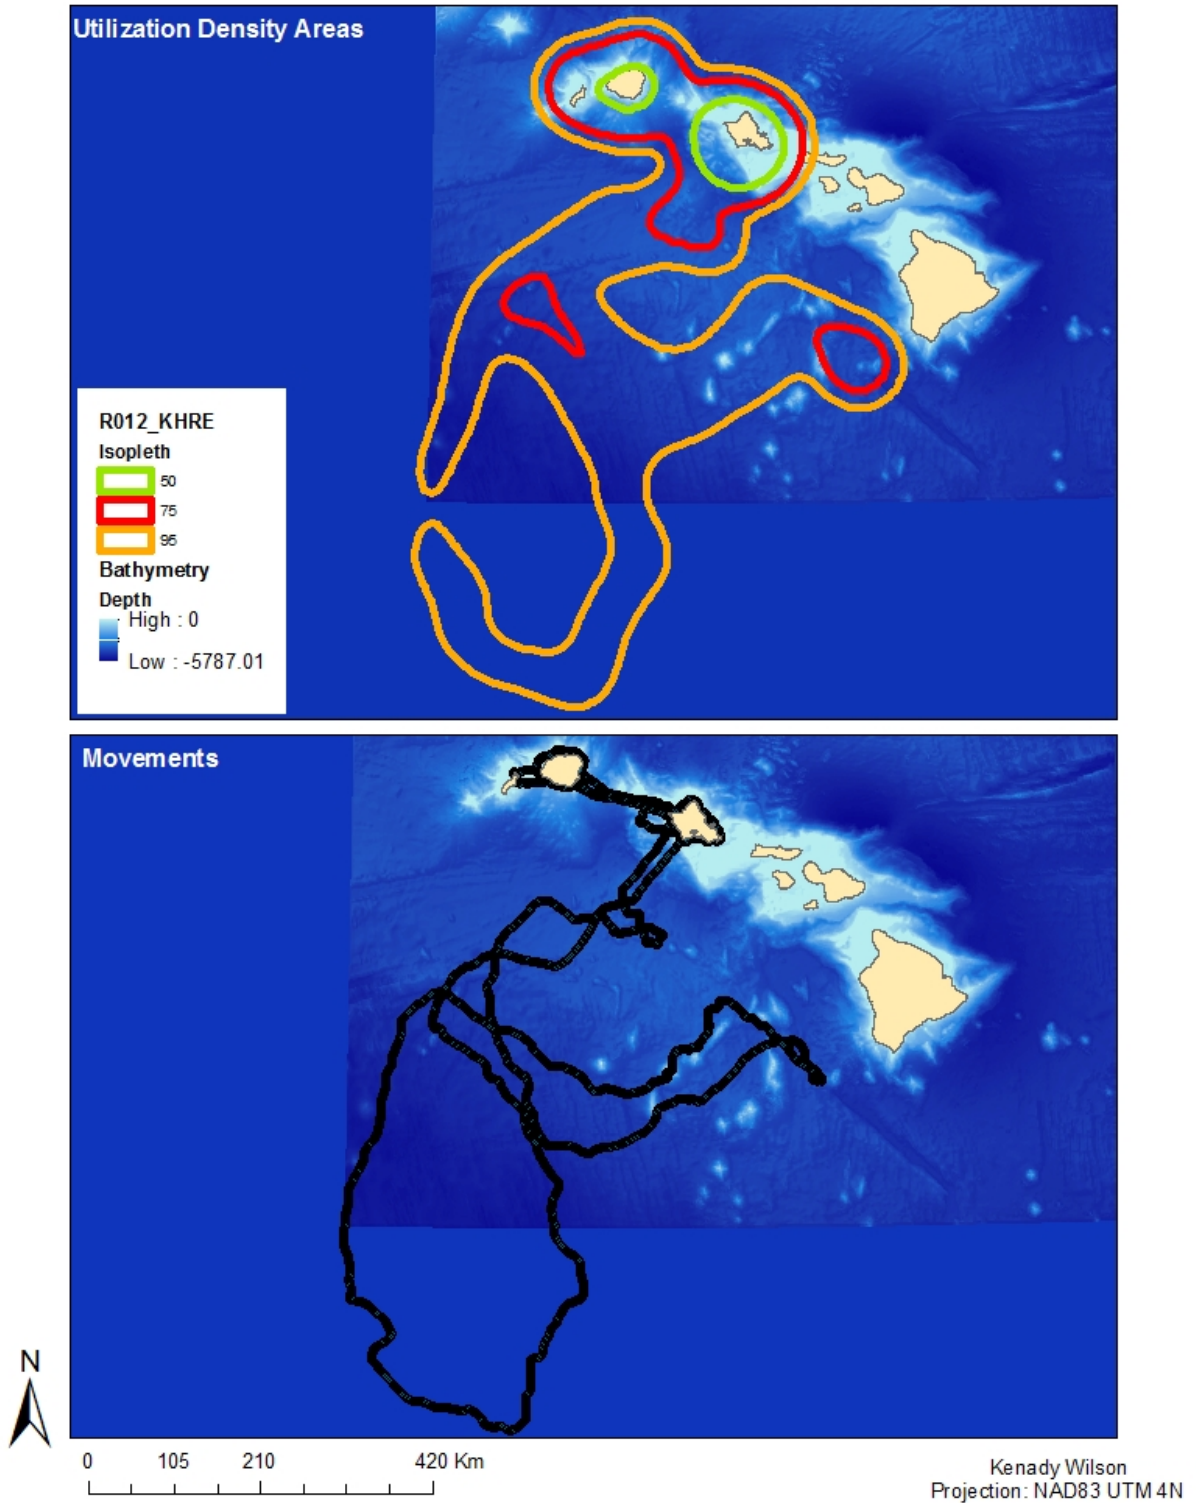 Utilization Density Areas
R012_KHRE
Isopleth
50
75
95
Bathymetry
Depth
High : 0
Low : -5787.01
Movements
N
0 105 210 420 Km
Kenady Wilson
Projection: NAD83 UTM 4N